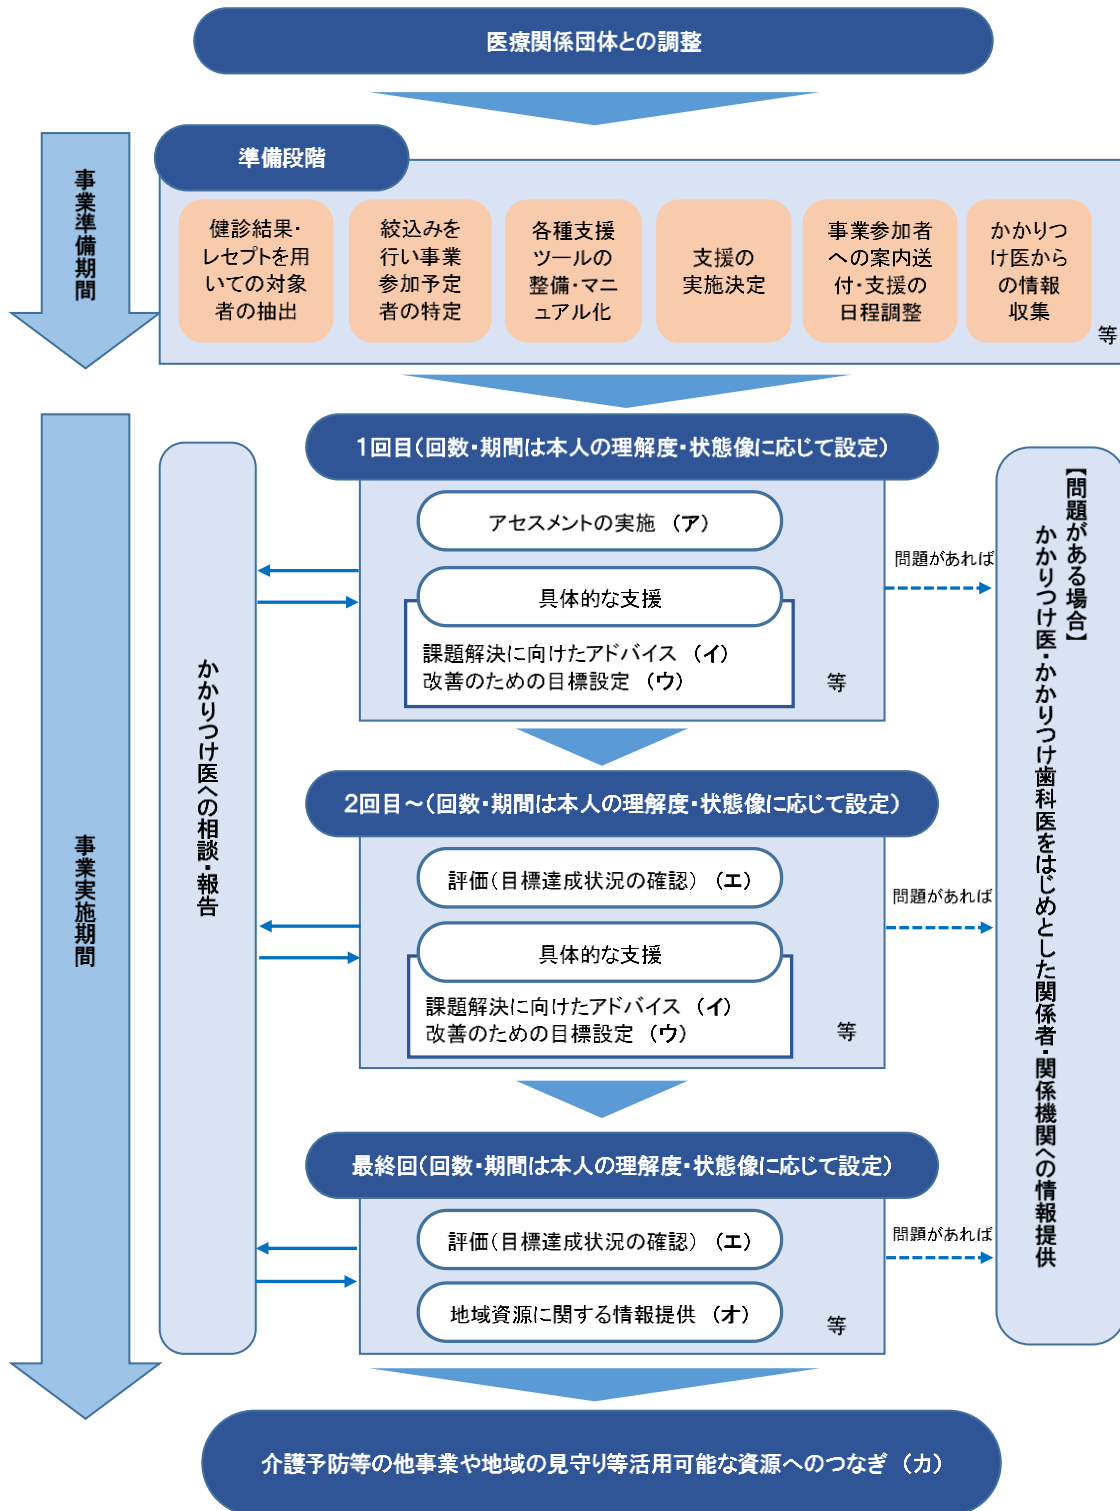 医療関係団体との調整
事業準備期間
準備段階
健診結果・
レセプトを用
いての対象
者の抽出
絞込みを
行い事業
参加予定
者の特定
各種支援
ツールの
整備・マニ
ュアル化
支援の
実施決定
事業参加者
への案内送
付・支援の
日程調整
かかりつ
け医から
の情報
収集
等
事業実施期間
かかりつけ医への相談・報告
1回目(回数・期間は本人の理解度・状態像に応じて設定)
アセスメントの実施 (ア)
具体的な支援
課題解決に向けたアドバイス (イ)
改善のための目標設定 (ウ)
等
問題があれば
【問題がある場合】
かかりつけ医・かかりつけ歯科医をはじめとした関係者・関係機関への情報提供
2回目～(回数・期間は本人の理解度・状態像に応じて設定)
評価(目標達成状況の確認) (エ)
具体的な支援
課題解決に向けたアドバイス (イ)
改善のための目標設定 (ウ)
等
問題があれば
最終回(回数・期間は本人の理解度・状態像に応じて設定)
評価(目標達成状況の確認) (エ)
地域資源に関する情報提供 (オ)
等
問題があれば
介護予防等の他事業や地域の見守り等活用可能な資源へのつなぎ (カ)